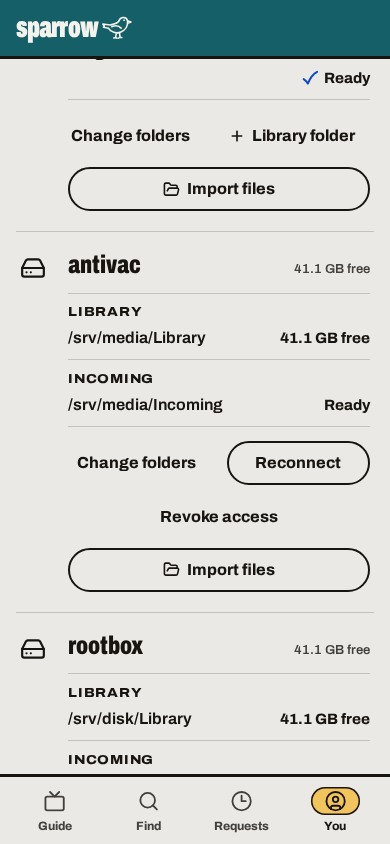 sparrow
Ready
Change folders
Library folder
Import files
antivac
41.1 GB free
LIBRARY
/srv/media/Library
41.1 GB free
INCOMING
/srv/media/Incoming
Ready
Change folders
Reconnect
Revoke access
Import files
rootbox
41.1 GB free
LIBRARY
/srv/disk/Library
41.1 GB free
INCOMING
Guide
Find
Requests
You